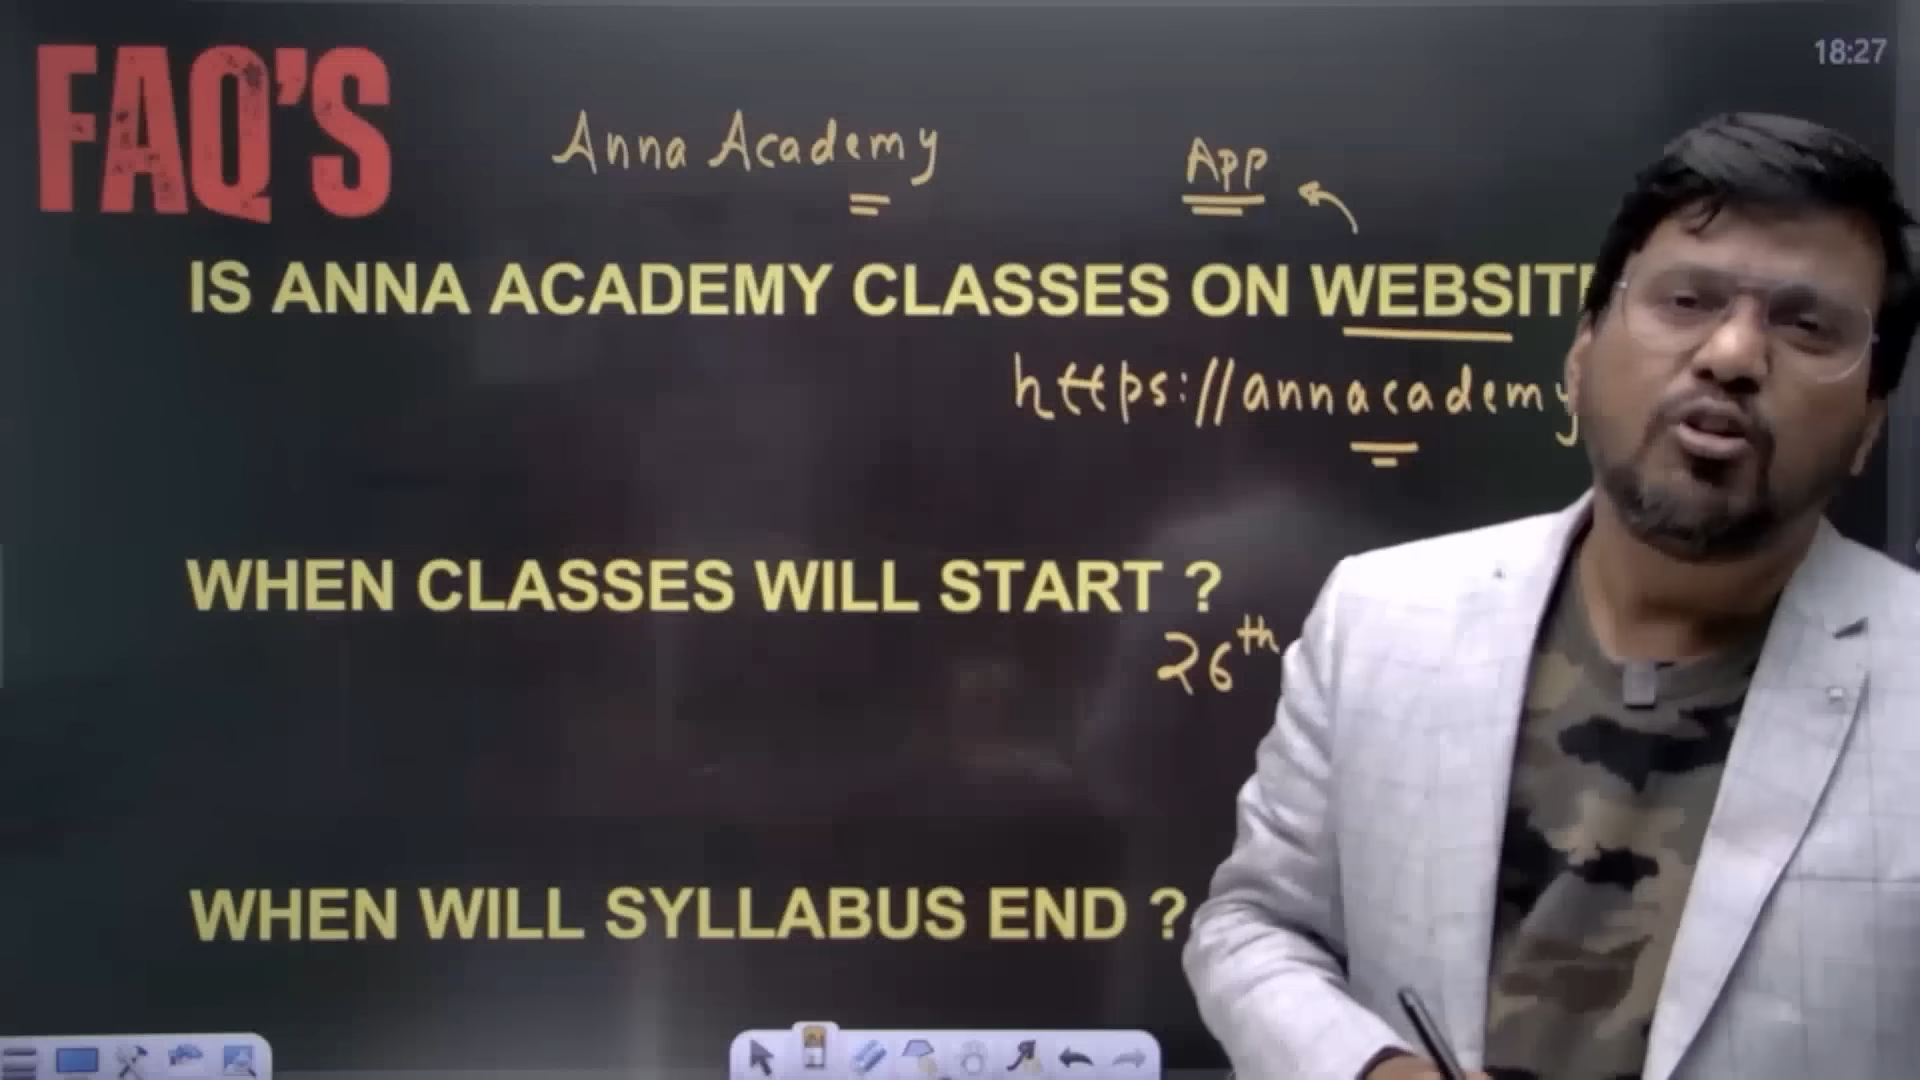 FAQ'S
18:27
Anna Academy
App
IS ANNA ACADEMY CLASSES ON
https://annacademy
WHEN CLASSES WILL START ?
26th
WHEN WILL SYLLABUS END ?